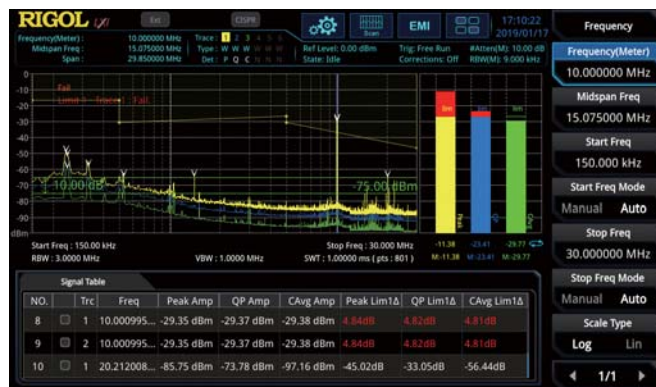 RIGOL LXI Ext CISPR Scan EMI 17:10:22 2019/01/17
Frequency(Meter) : 10.000000 MHz Trace : 1 2 3 4 5 6 Ref Level: 0.00 dBm Trig: Free Run #Atten(M): 10.00 dB
Midspan Freq : 15.075000 MHz Type : W W W W W W State: Idle Corrections: Off RBW(M): 9.000 kHz
Span : 29.850000 MHz Det : P Q C N N N
0
-10
-20
-30
-40
-50
-60
-70
-80
-90
dBm
Fail
Limit 1 - Trace 1 : Fail
10.00 dB
-75.00 dBm
lim
lim
lim
Peak
QP
CAvg
Start Freq : 150.00 kHz Stop Freq : 30.000 MHz -11.38 -23.41 -29.77
RBW : 3.0000 MHz VBW : 1.0000 MHz SWT : 1.00000 ms ( pts : 801 ) M:-11.38 M:-23.41 M:-29.77
Signal Table
NO. Trc Freq Peak Amp QP Amp CAvg Amp Peak Lim1Δ QP Lim1Δ CAvg Lim1Δ
8 1 10.000995... -29.35 dBm -29.37 dBm -29.38 dBm 4.84dB 4.82dB 4.81dB
9 2 10.000995... -29.35 dBm -29.37 dBm -29.38 dBm 4.84dB 4.82dB 4.81dB
10 1 20.212008... -85.75 dBm -73.78 dBm -97.16 dBm -45.02dB -33.05dB -56.44dB
Frequency
Frequency(Meter)
10.000000 MHz
Midspan Freq
15.075000 MHz
Start Freq
150.000 kHz
Start Freq Mode
Manual Auto
Stop Freq
30.000000 MHz
Stop Freq Mode
Manual Auto
Scale Type
Log Lin
1/1